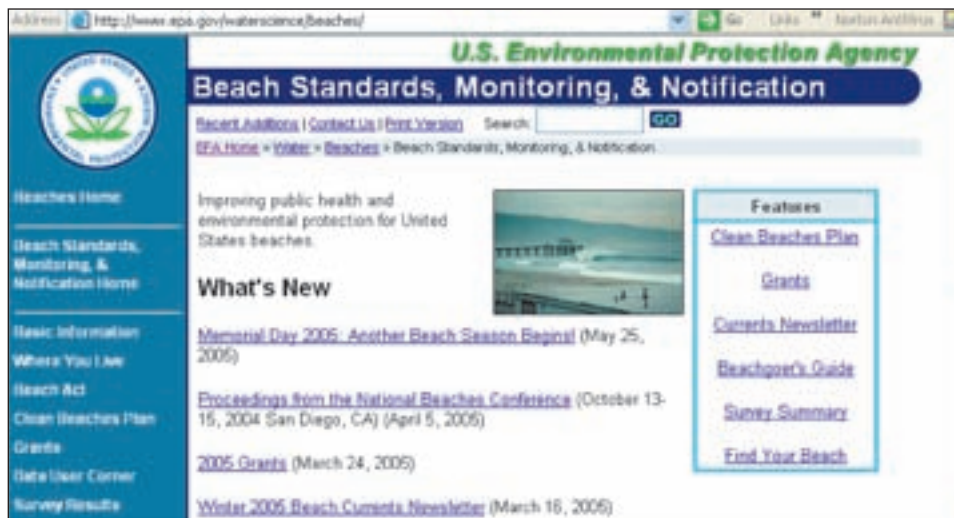 Address http://www.epa.gov/waterscience/beaches/ Go Links » Norton AntiVirus
U.S. Environmental Protection Agency
Beach Standards, Monitoring, & Notification
Recent Additions | Contact Us | Print Version Search: GO
EPA Home > Water > Beaches > Beach Standards, Monitoring, & Notification
Beaches Home
Beach Standards,
Monitoring, &
Notification Home
Basic Information
Where You Live
Beach Act
Clean Beaches Plan
Grants
Data User Corner
Survey Results
Improving public health and
environmental protection for United
States beaches.
What's New
Memorial Day 2005: Another Beach Season Begins! (May 25,
2005)
Proceedings from the National Beaches Conference (October 13-
15, 2004 San Diego, CA) (April 5, 2005)
2005 Grants (March 24, 2005)
Winter 2005 Beach Currents Newsletter (March 16, 2005)
Features
Clean Beaches Plan
Grants
Currents Newsletter
Beachgoer's Guide
Survey Summary
Find Your Beach